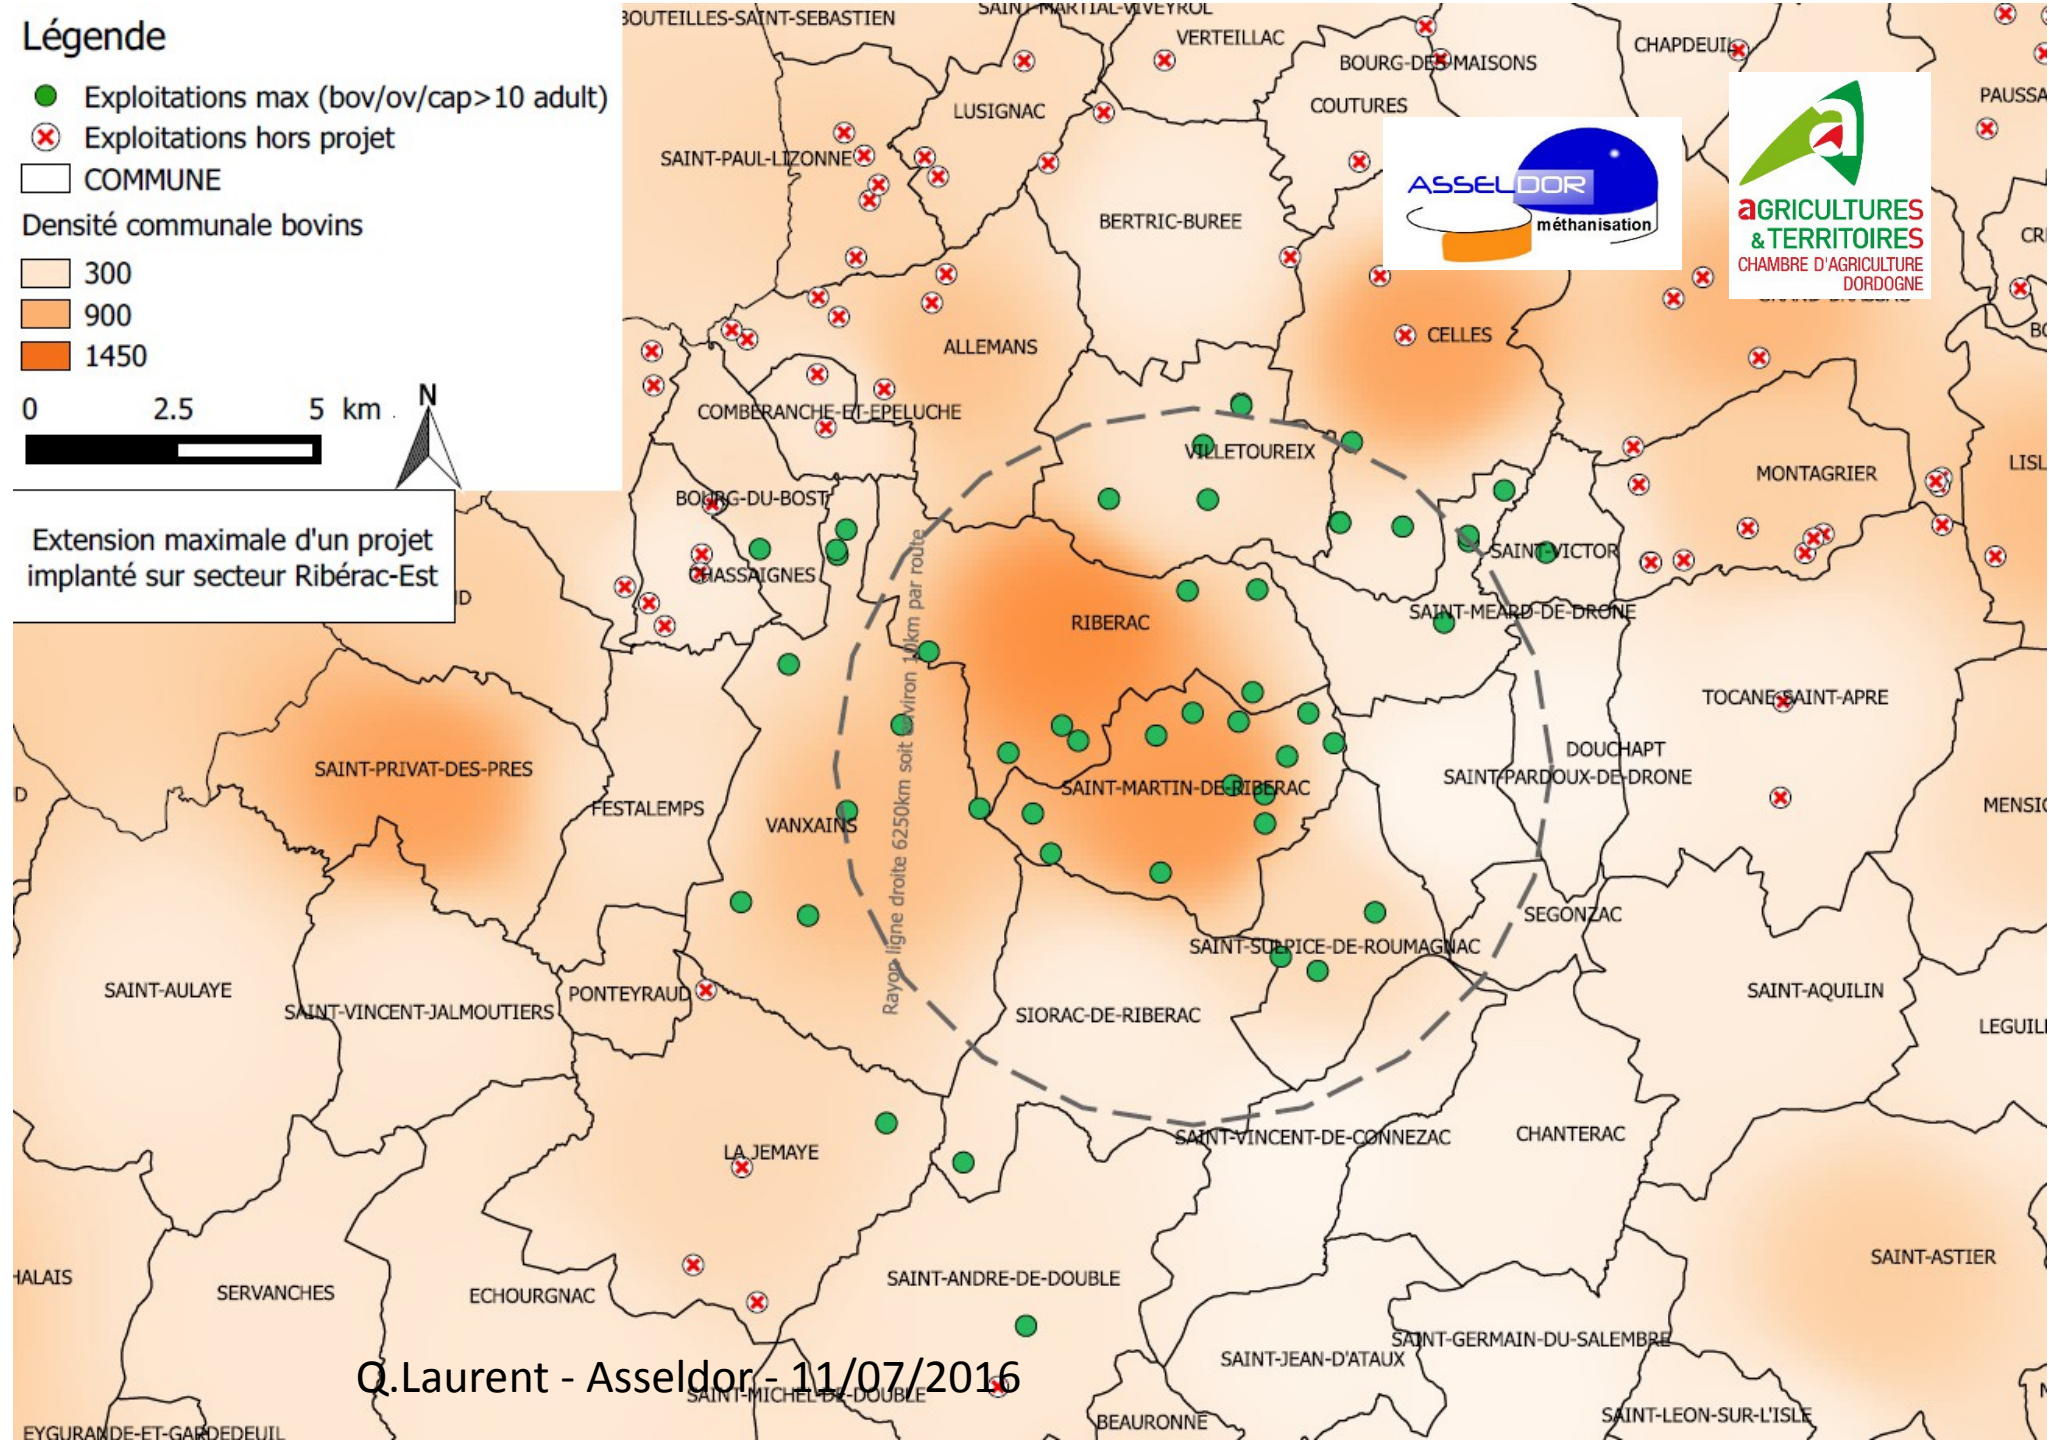 Légende
Exploitations max (bov/ov/cap>10 adult)
Exploitations hors projet
COMMUNE
Densité communale bovins
300
900
1450
0 2.5 5 km
N
Extension maximale d'un projet
implanté sur secteur Ribérac-Est
BOUTEILLES-SAINT-SEBASTIEN
SAINT-MARTIAL-VIVEYROL
VERTEILLAC
BOURG-DES-MAISONS
CHAPDEUIL
COUTURES
LUSIGNAC
PAUSSA
SAINT-PAUL-LIZONNE
BERTRIC-BUREE
ASSELDOR
méthanisation
aGRICULTURES
& TERRITOIRES
CHAMBRE D'AGRICULTURE
DORDOGNE
CELLES
ALLEMANS
COMBERANCHE-ET-EPELUCHE
VILLETOUREIX
MONTAGRIER
BOURG-DU-BOST
SAINT-VICTOR
CHASSAIGNES
SAINT-MEARD-DE-DRONE
RIBERAC
TOCANE-SAINT-APRE
DOUCHAPT
SAINT-PARDOUX-DE-DRONE
SAINT-PRIVAT-DES-PRES
SAINT-MARTIN-DE-RIBERAC
FESTALEMPS
VANXAINS
Rayon ligne droite 6250km soit environ 10km par route
SEGONZAC
SAINT-SULPICE-DE-ROUMAGNAC
SAINT-AULAYE
SAINT-VINCENT-JALMOUTIERS
PONTEYRAUD
SIORAC-DE-RIBERAC
SAINT-AQUILIN
LEGUILL
MENSIG
LISL
CRE
BO
SAINT-VINCENT-DE-CONNEZAC
CHANTERAC
LA JEMAYE
SAINT-ASTIER
HALAIS
SERVANCHES
ECHOURGNAC
SAINT-ANDRE-DE-DOUBLE
SAINT-GERMAIN-DU-SALEMBRE
SAINT-JEAN-D'ATAUX
Q.Laurent - Asseldor - 11/07/2016
SAINT-MICHEL-DE-DOUBLE
SAINT-LEON-SUR-L'ISLE
BEAURONNE
EYGURANDE-ET-GARDEDEUIL